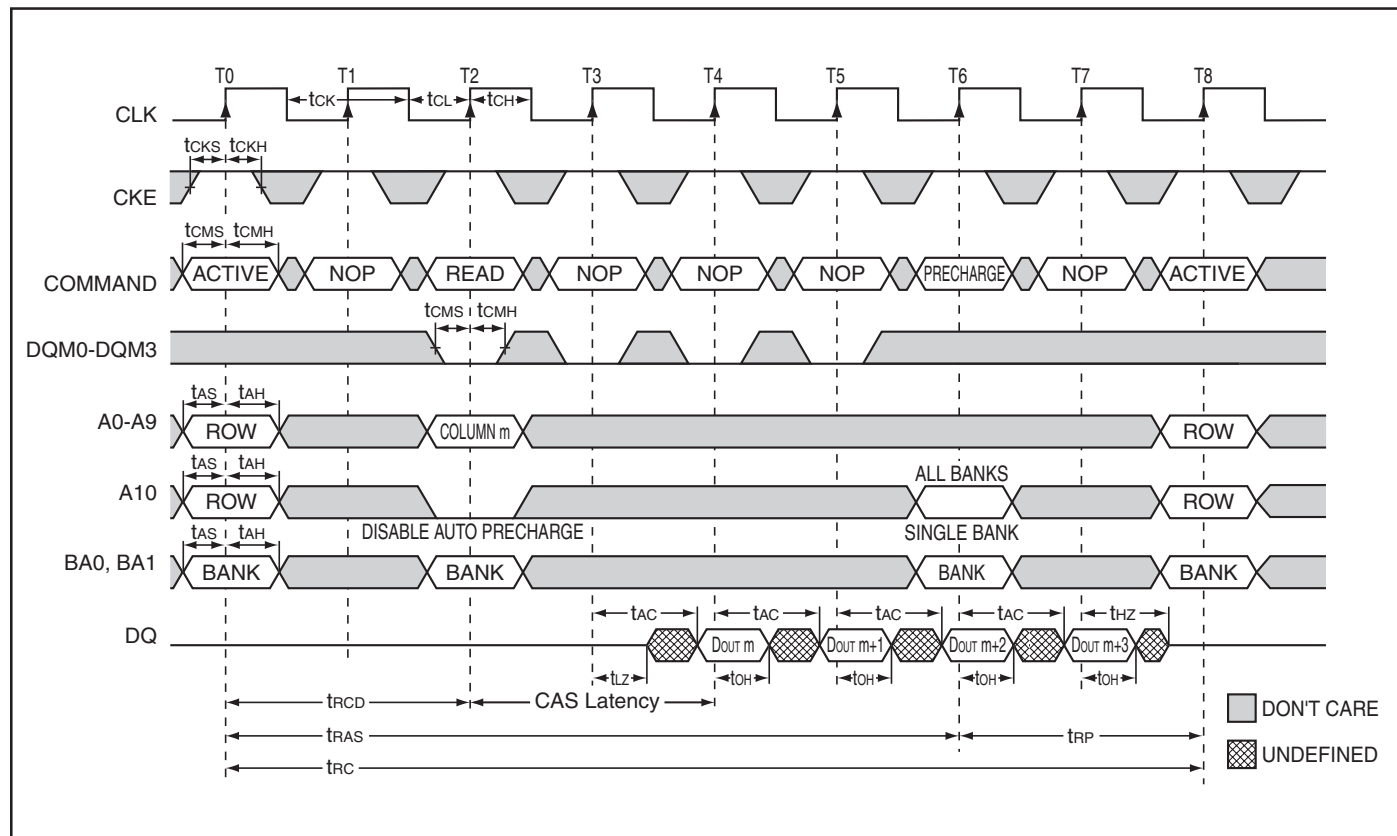 T0 T1 T2 T3 T4 T5 T6 T7 T8
tCK tCL tCH
CLK
tCKS tCKH
CKE
tCMS tCMH
COMMAND ACTIVE NOP READ NOP NOP NOP PRECHARGE NOP ACTIVE
tCMS tCMH
DQM0-DQM3
tAS tAH
A0-A9 ROW COLUMN m ROW
tAS tAH ALL BANKS
A10 ROW ROW
tAS tAH DISABLE AUTO PRECHARGE SINGLE BANK
BA0, BA1 BANK BANK BANK BANK
tAC tAC tAC tAC tHZ
DQ DOUT m DOUT m+1 DOUT m+2 DOUT m+3
tLZ tOH tOH tOH tOH
tRCD CAS Latency
DON'T CARE
tRAS tRP
UNDEFINED
tRC